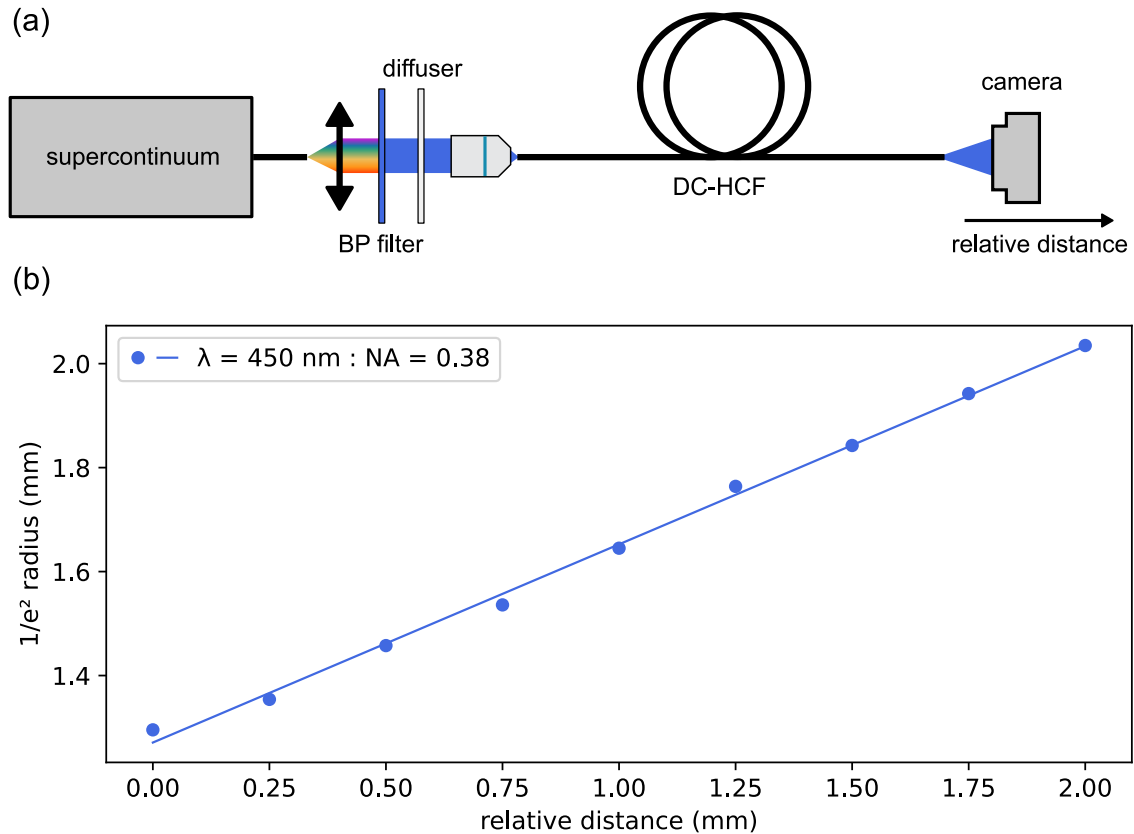 (a)
diffuser
camera
supercontinuum
DC-HCF
BP filter
relative distance
(b)
λ = 450 nm : NA = 0.38
2.0
1.8
1.6
1.4
1/e² radius (mm)
0.00 0.25 0.50 0.75 1.00 1.25 1.50 1.75 2.00
relative distance (mm)